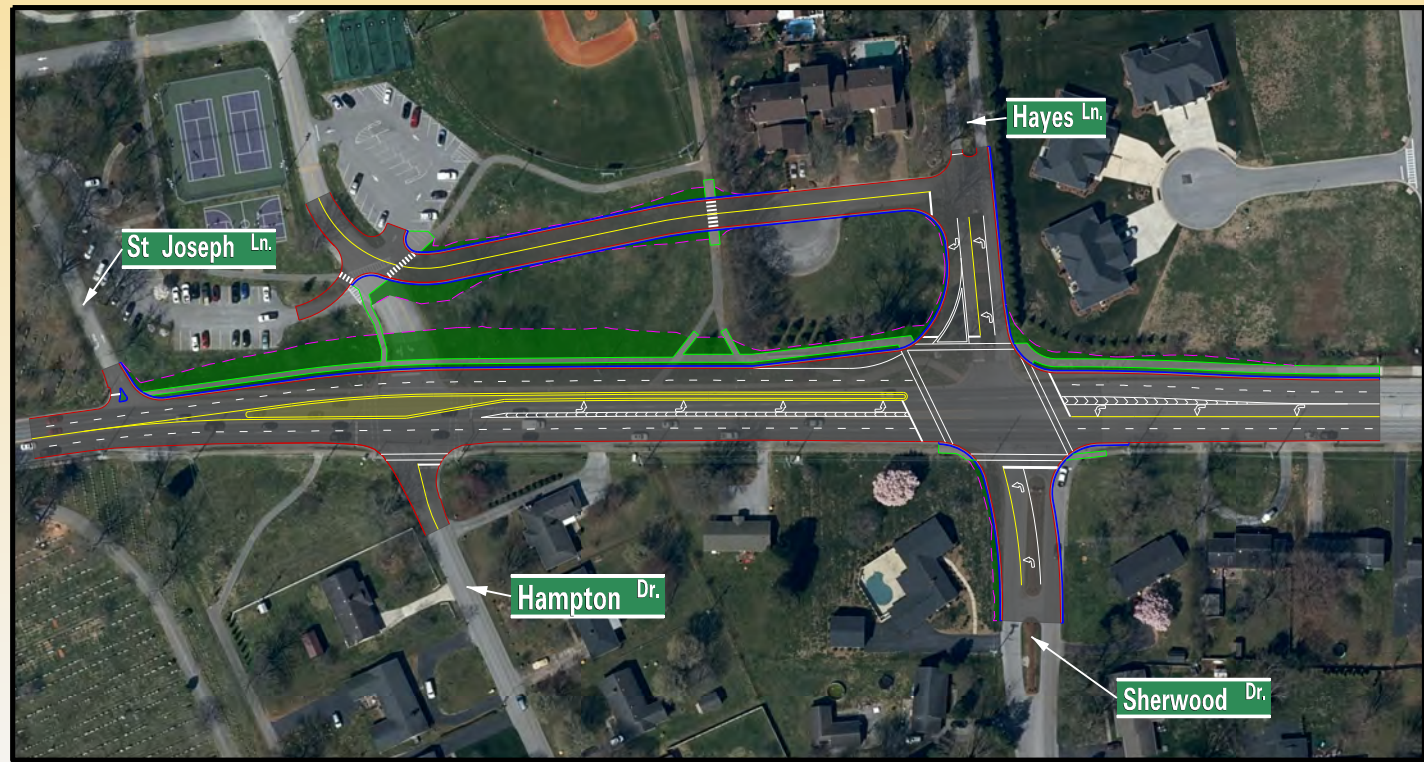 Hayes Ln.
St Joseph Ln.
Hampton Dr.
Sherwood Dr.